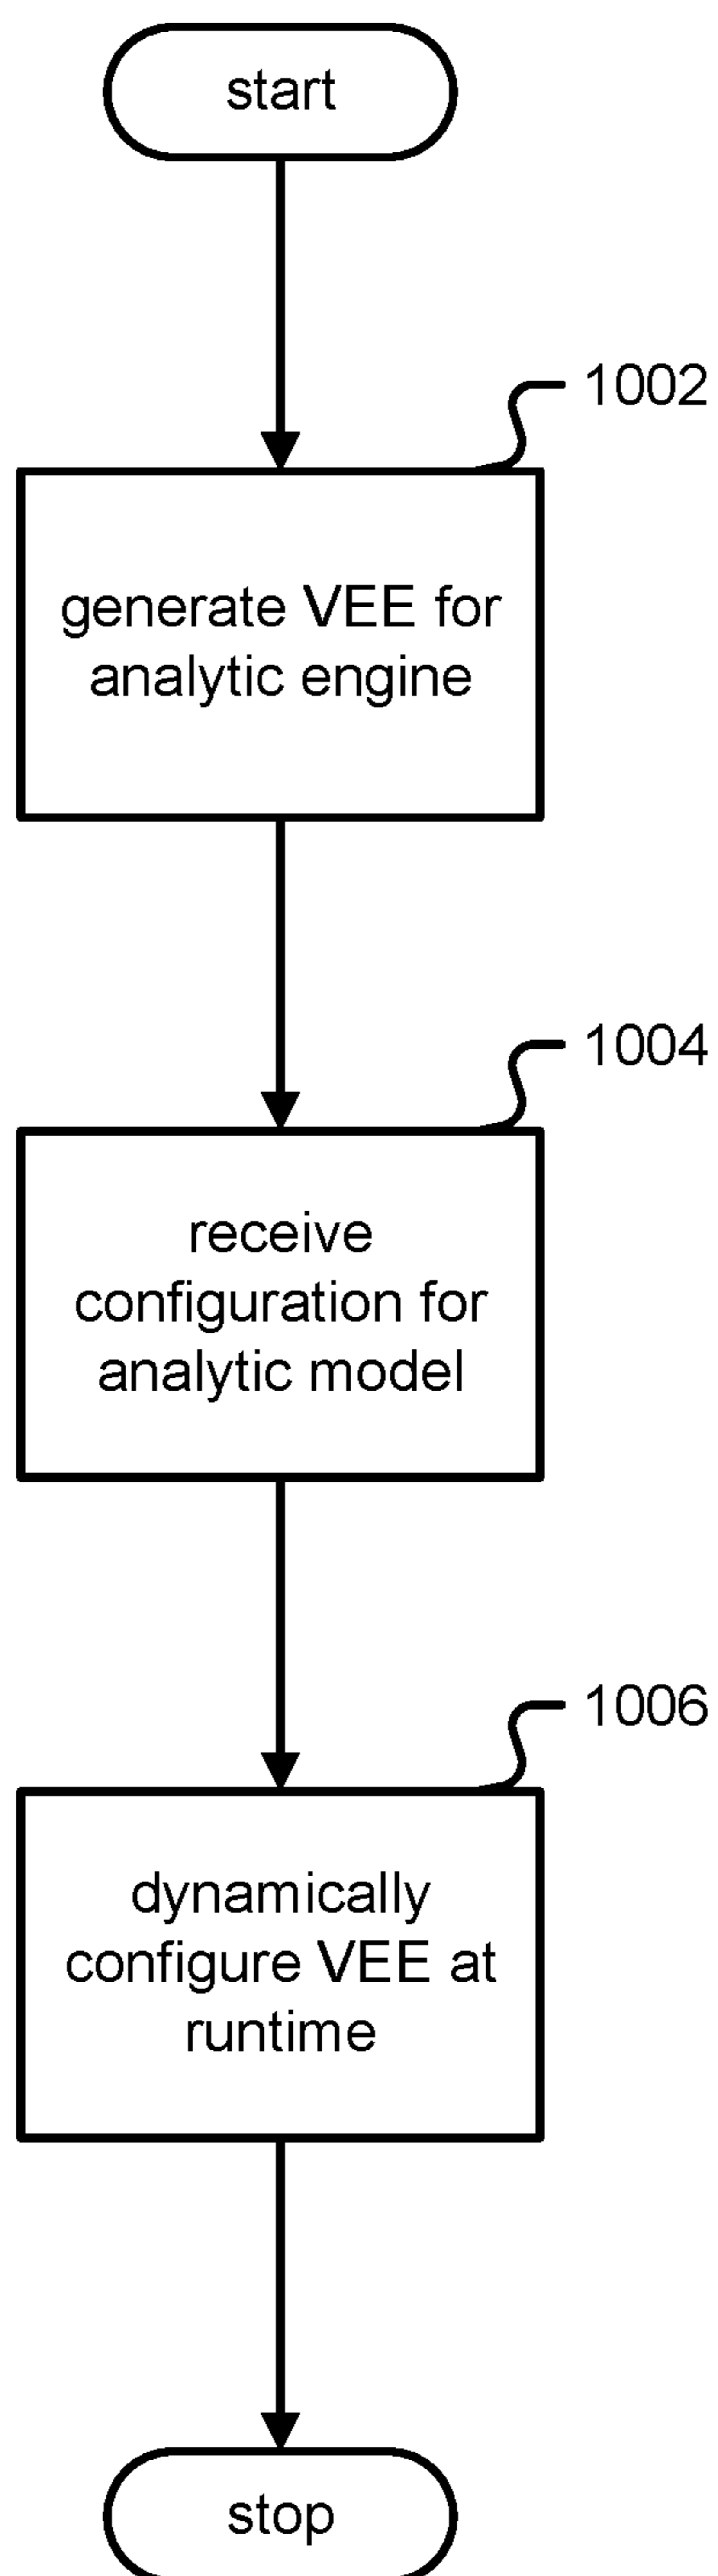 start
1002
generate VEE for
analytic engine
1004
receive
configuration for
analytic model
1006
dynamically
configure VEE at
runtime
stop